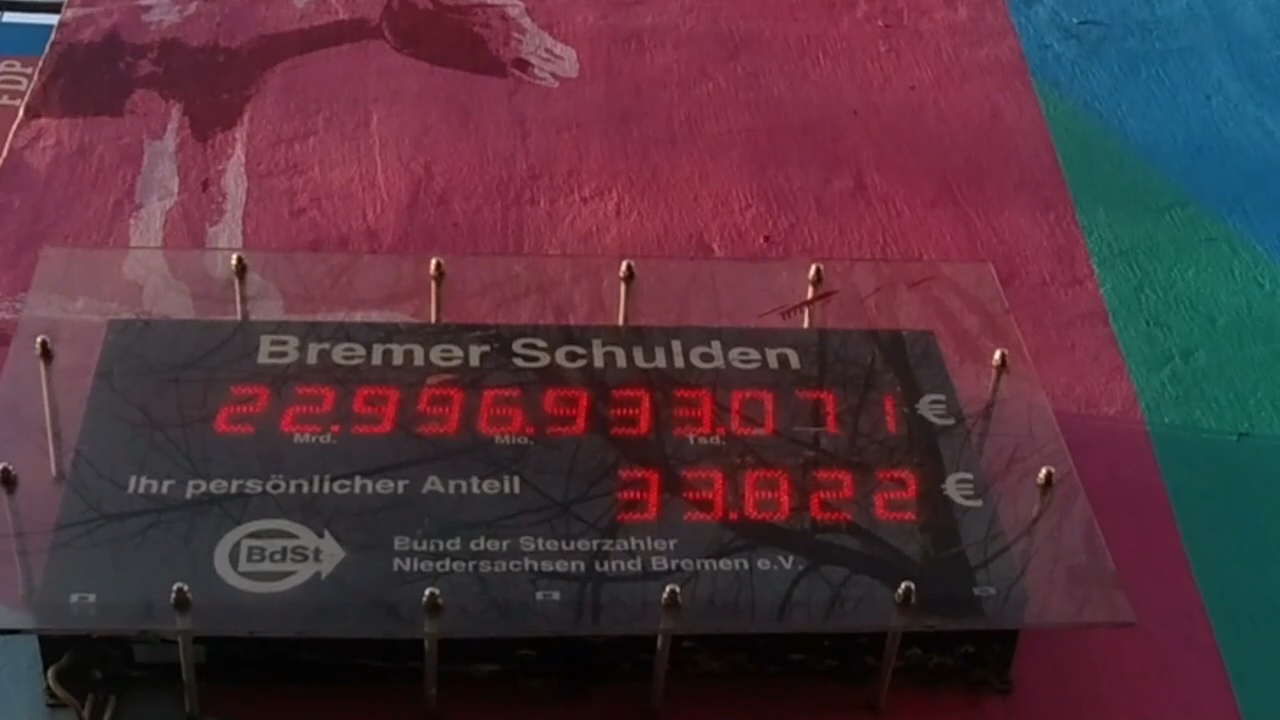 FDP
Bremer Schulden
22.996.933.071 €
Mrd. Mio. Tsd.
Ihr persönlicher Anteil 33.822 €
BdSt
Bund der Steuerzahler
Niedersachsen und Bremen e.V.